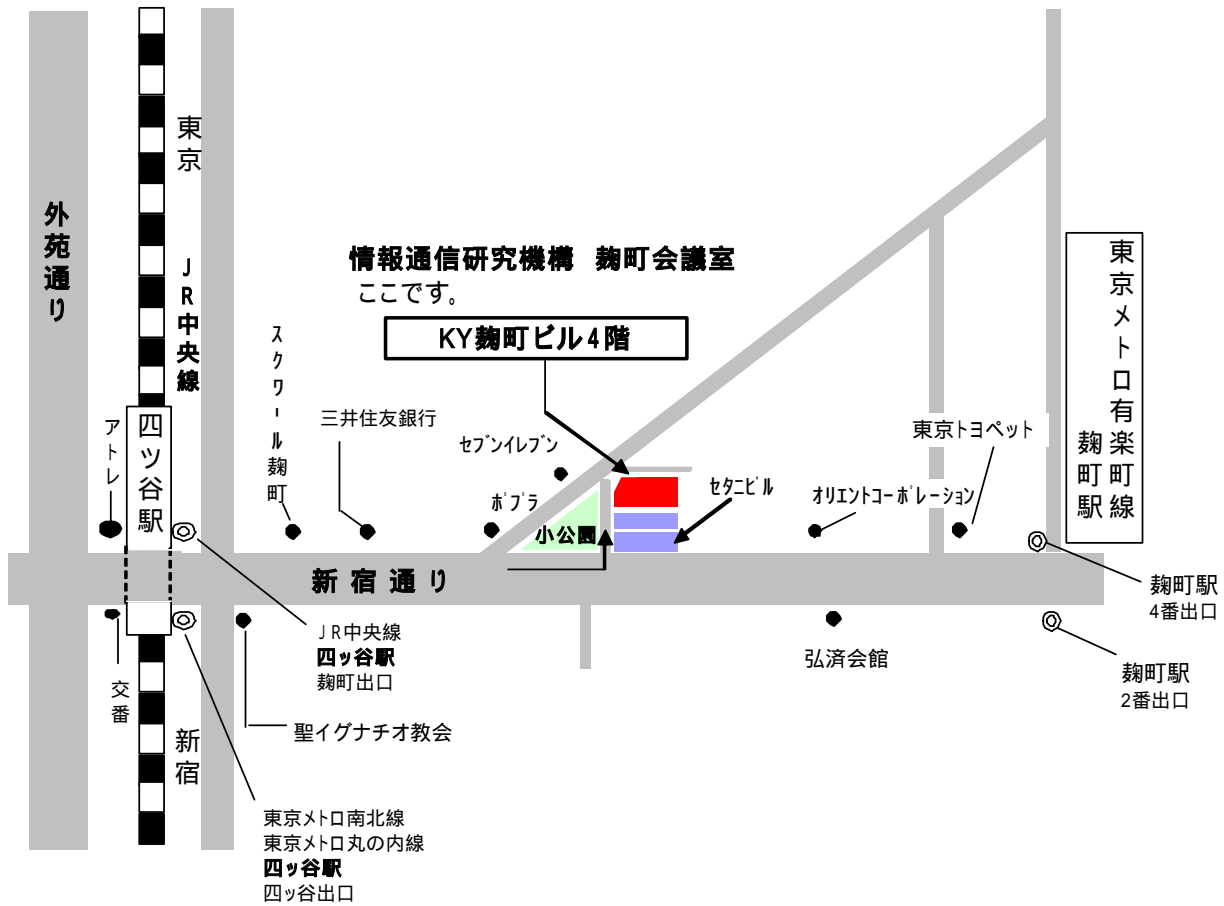 東京
外苑通り
JR中央線
情報通信研究機構 麹町会議室
ここです。
KY麹町ビル4階
東京メトロ有楽町線
麹町駅
スクワール麹町
三井住友銀行
アトレ
四ツ谷駅
セブンイレブン
ポプラ
小公園
セタニビル
オリエントコーポレーション
東京トヨペット
新宿通り
麹町駅
4番出口
JR中央線
四ッ谷駅
麹町出口
弘済会館
麹町駅
2番出口
交番
聖イグナチオ教会
新宿
東京メトロ南北線
東京メトロ丸の内線
四ッ谷駅
四ッ谷出口